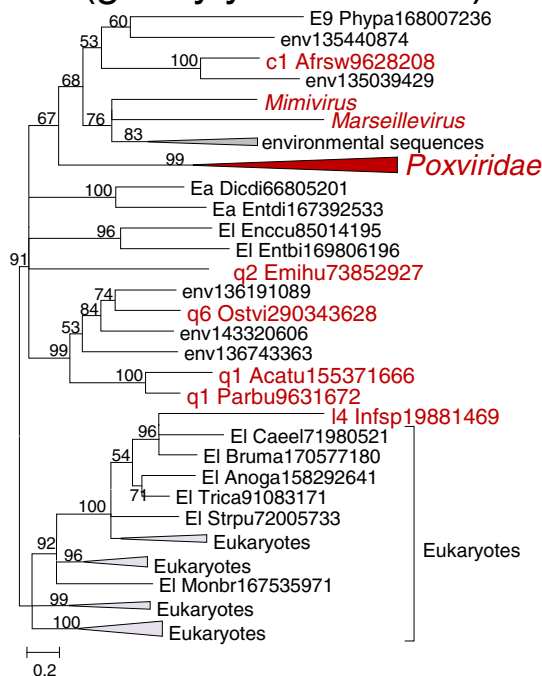 60
E9 Phypa168007236
53
env135440874
100
c1 Afrsw9628208
68
env135039429
Mimivirus
67
76
Marseillevirus
83
environmental sequences
99
Poxviridae
100
Ea Dicdi66805201
Ea Entdi167392533
96
El Enccu85014195
El Entbi169806196
91
q2 Emihu73852927
74
env136191089
84
q6 Ostvi290343628
53
env143320606
99
env136743363
100
q1 Acatu155371666
q1 Parbu9631672
l4 Infsp19881469
96
El Caeel71980521
54
El Bruma170577180
El Anoga158292641
71
El Trica91083171
100
El Strpu72005733
Eukaryotes
92
96
Eukaryotes
Eukaryotes
El Monbr167535971
99
Eukaryotes
100
Eukaryotes
0.2